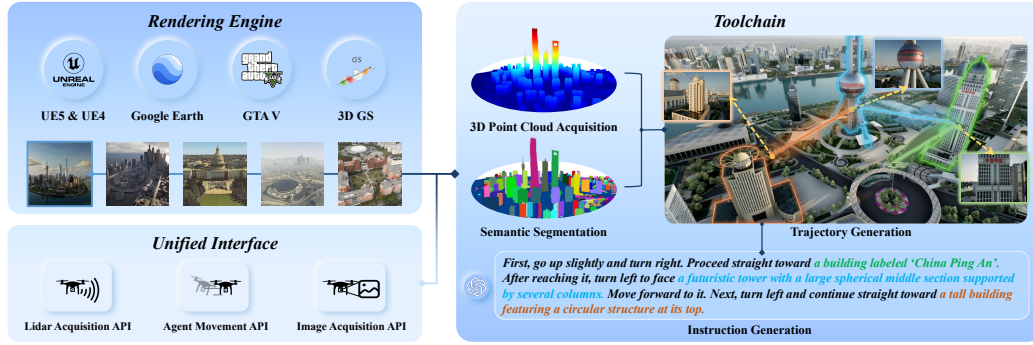 Rendering Engine
UNREAL
ENGINE
grand
theft
auto
GS
UE5 & UE4
Google Earth
GTA V
3D GS
Unified Interface
Lidar Acquisition API
Agent Movement API
Image Acquisition API
Toolchain
3D Point Cloud Acquisition
Semantic Segmentation
Trajectory Generation
First, go up slightly and turn right. Proceed straight toward a building labeled ‘China Ping An’.
After reaching it, turn left to face a futuristic tower with a large spherical middle section supported
by several columns. Move forward to it. Next, turn left and continue straight toward a tall building
featuring a circular structure at its top.
Instruction Generation